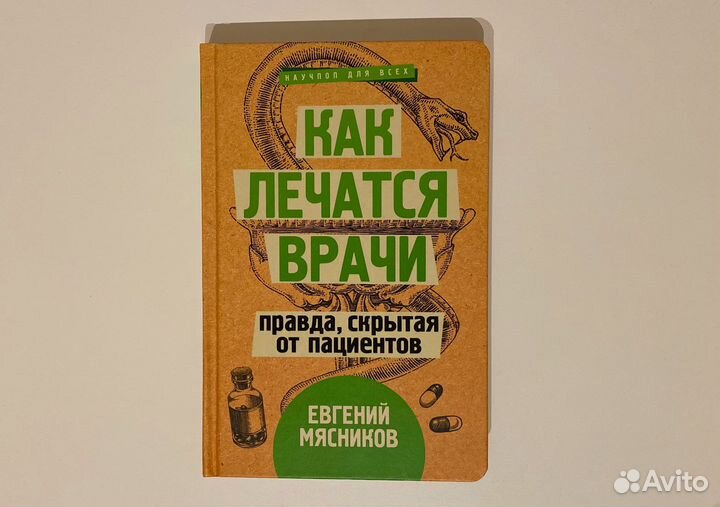 НАУЧПОП ДЛЯ ВСЕХ
КАК
ЛЕЧАТСЯ
ВРАЧИ
правда, скрытая
от пациентов
ЕВГЕНИЙ
МЯСНИКОВ
Avito